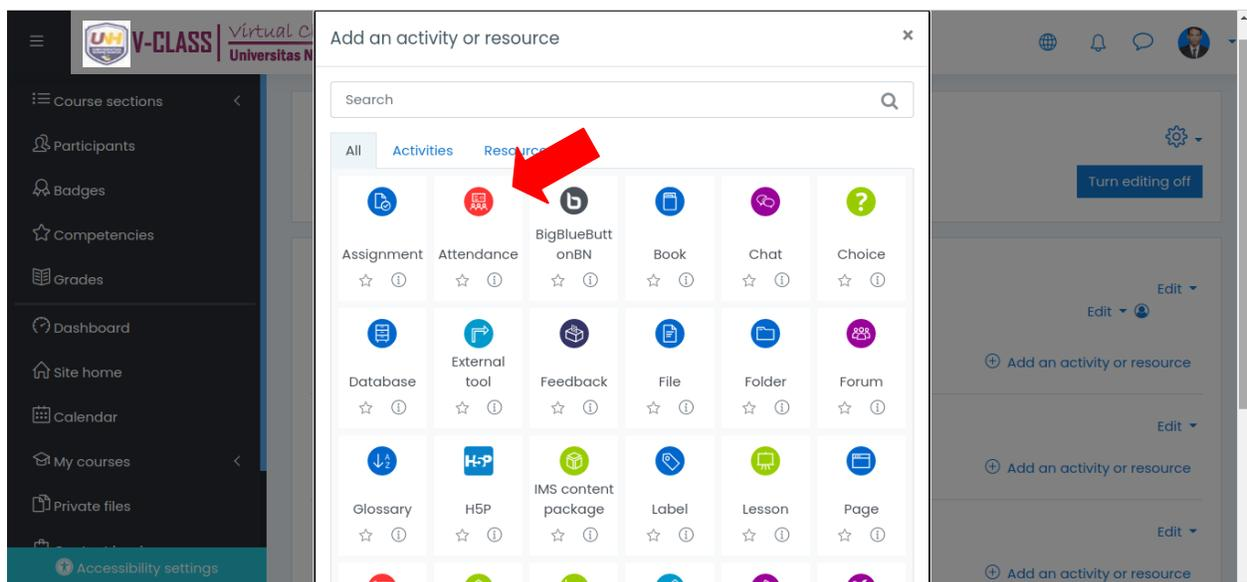 UNH
V-CLASS
Virtual C
Universitas N
Add an activity or resource
×
Course sections
Participants
Badges
Competencies
Grades
Dashboard
Site home
Calendar
My courses
Private files
Accessibility settings
Search
All Activities Resource
Assignment
Attendance
b
BigBlueButt
onBN
Book
Chat
?
Choice
Database
External
tool
Feedback
File
Folder
Forum
A
Z
Glossary
H5P
H5P
IMS content
package
Label
Lesson
Page
Turn editing off
Edit
Edit
Add an activity or resource
Edit
Add an activity or resource
Edit
Add an activity or resource